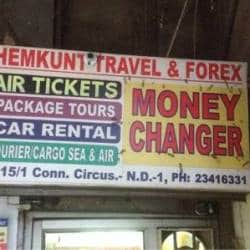 HEMKUNT TRAVEL & FOREX
AIR TICKETS
PACKAGE TOURS
CAR RENTAL
COURIER/CARGO SEA & AIR
MONEY
CHANGER
15/1 Conn. Circus.- N.D.-1, PH: 23416331